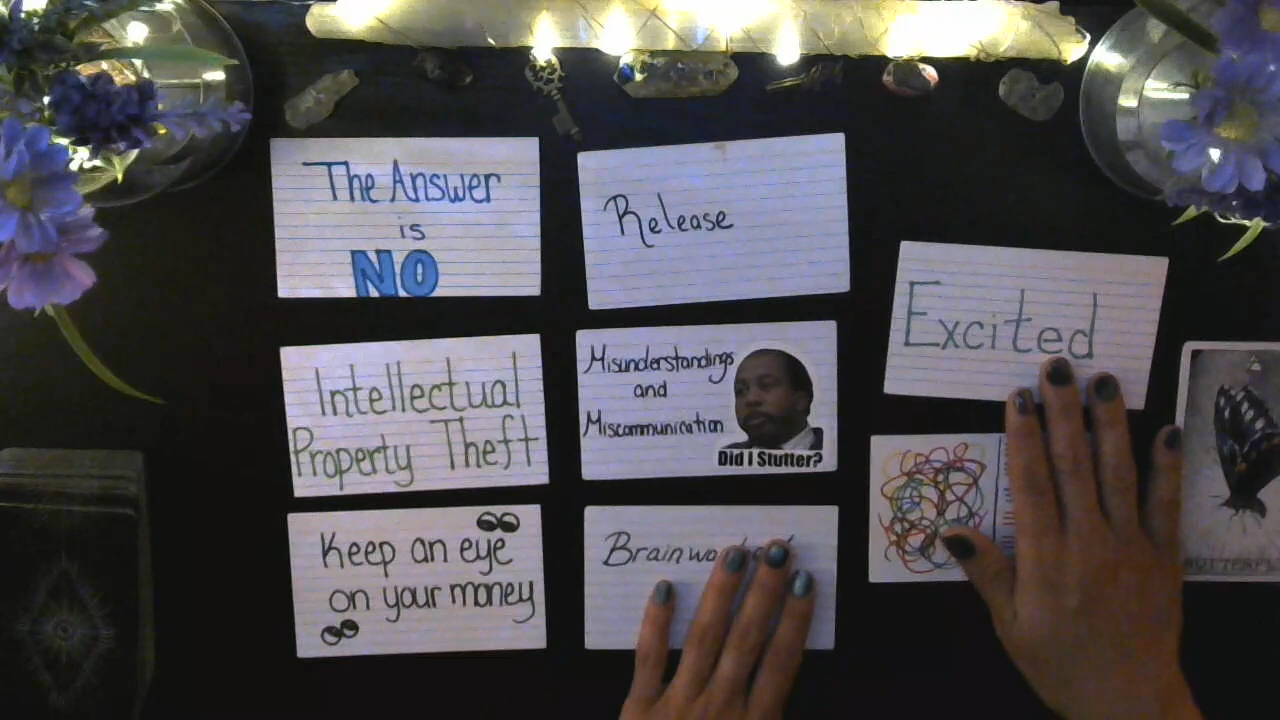 The Answer
is
NO
Release
Excited
Intellectual
Property Theft
Misunderstandings
and
Miscommunication
Did I Stutter?
Keep an eye
on your money